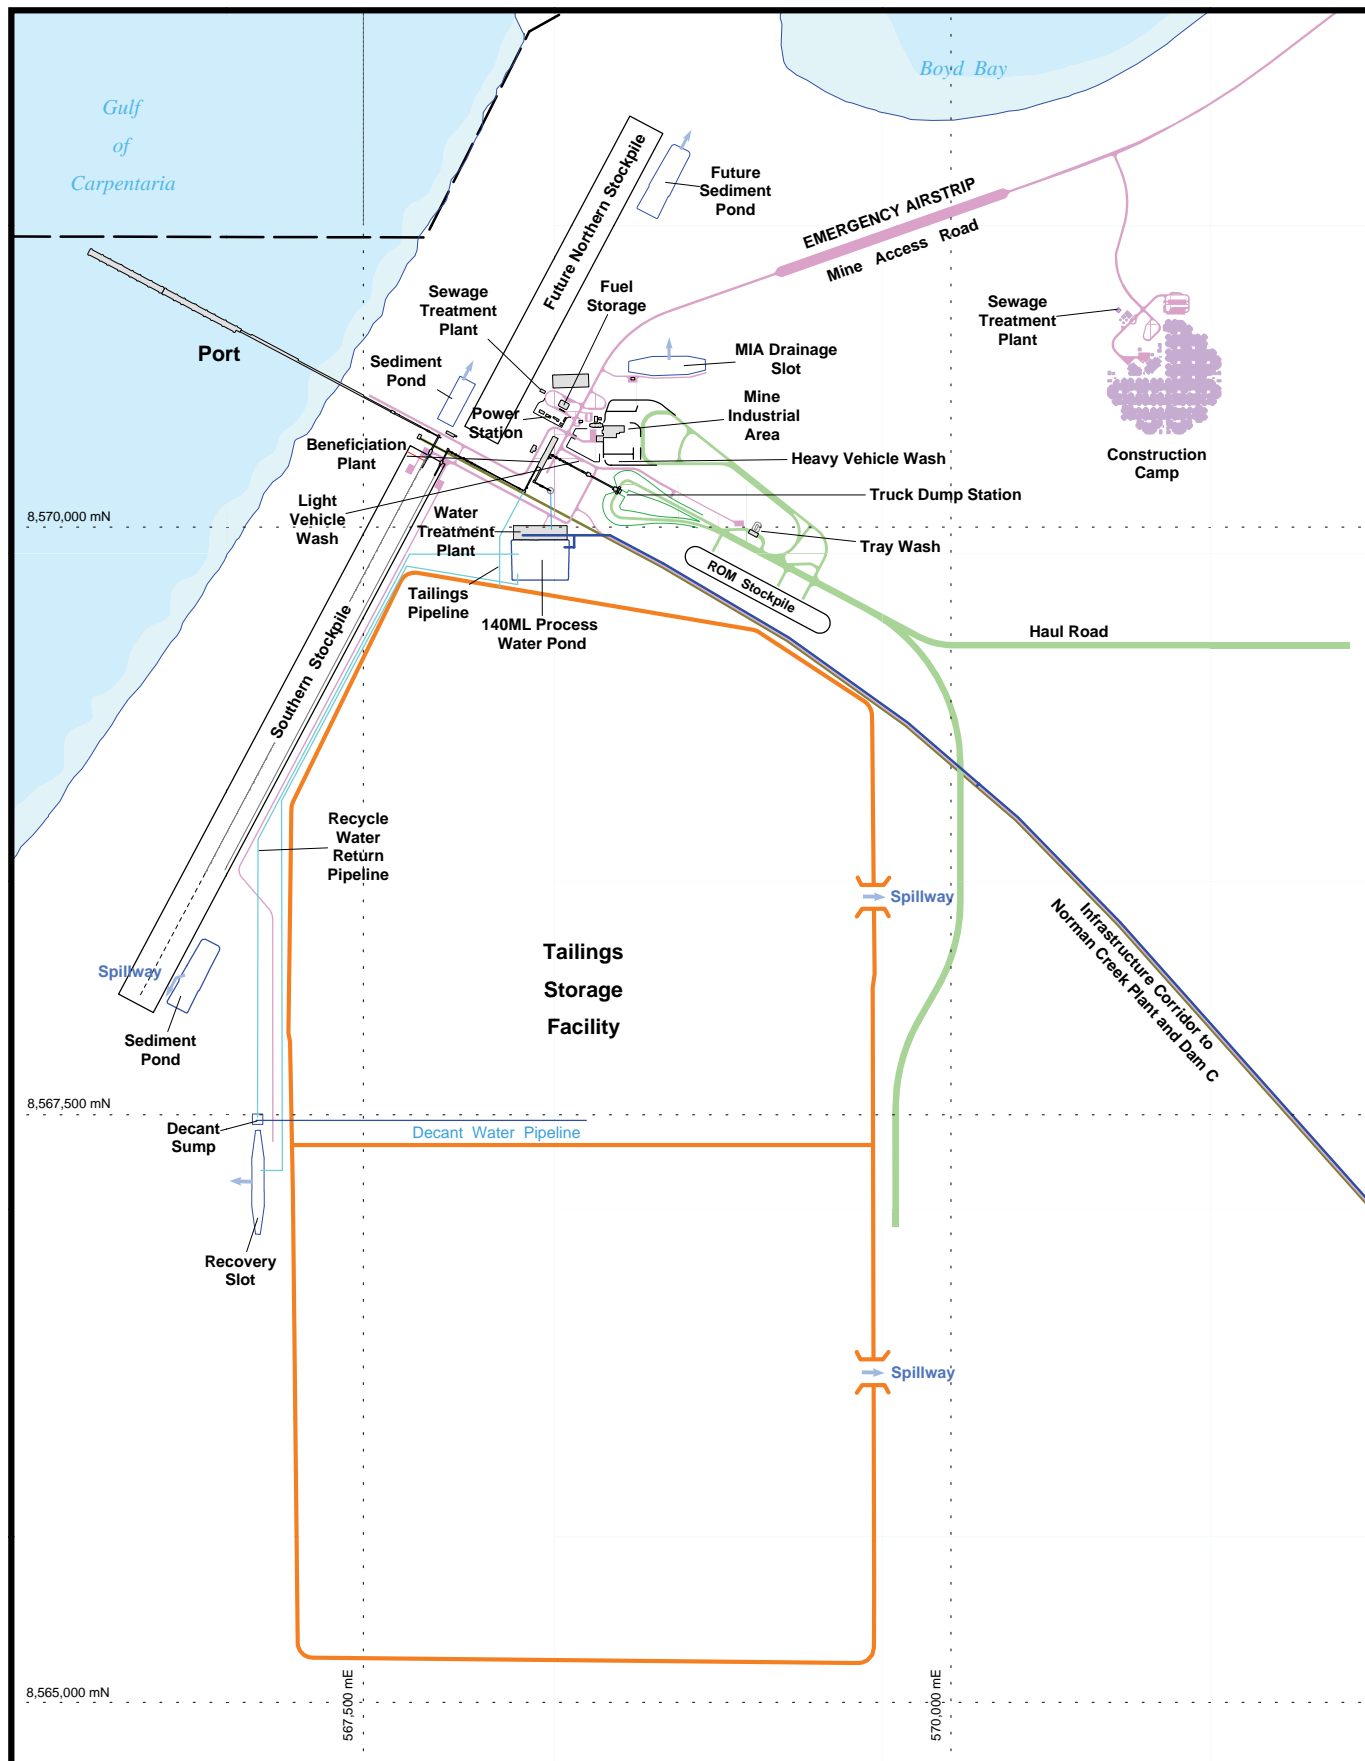 Boyd Bay
Gulf
of
Carpentaria
Future
Sediment
Pond
Future Northern Stockpile
EMERGENCY AIRSTRIP
Mine Access Road
Sewage
Treatment
Plant
Fuel
Storage
Sewage
Treatment
Plant
Port
Sediment
Pond
MIA Drainage
Slot
Mine
Industrial
Area
Power
Station
Beneficiation
Plant
Heavy Vehicle Wash
Construction
Camp
Light
Vehicle
Wash
Truck Dump Station
8,570,000 mN
Water
Treatment
Plant
Tray Wash
ROM Stockpile
Tailings
Pipeline
140ML Process
Water Pond
Haul Road
Southern Stockpile
Recycle
Water
Return
Pipeline
Spillway
Infrastructure Corridor to
Norman Creek Plant and Dam C
Tailings
Storage
Facility
Spillway
Sediment
Pond
8,567,500 mN
Decant
Sump
Decant Water Pipeline
Recovery
Slot
Spillway
8,565,000 mN
567,500 mE
570,000 mE